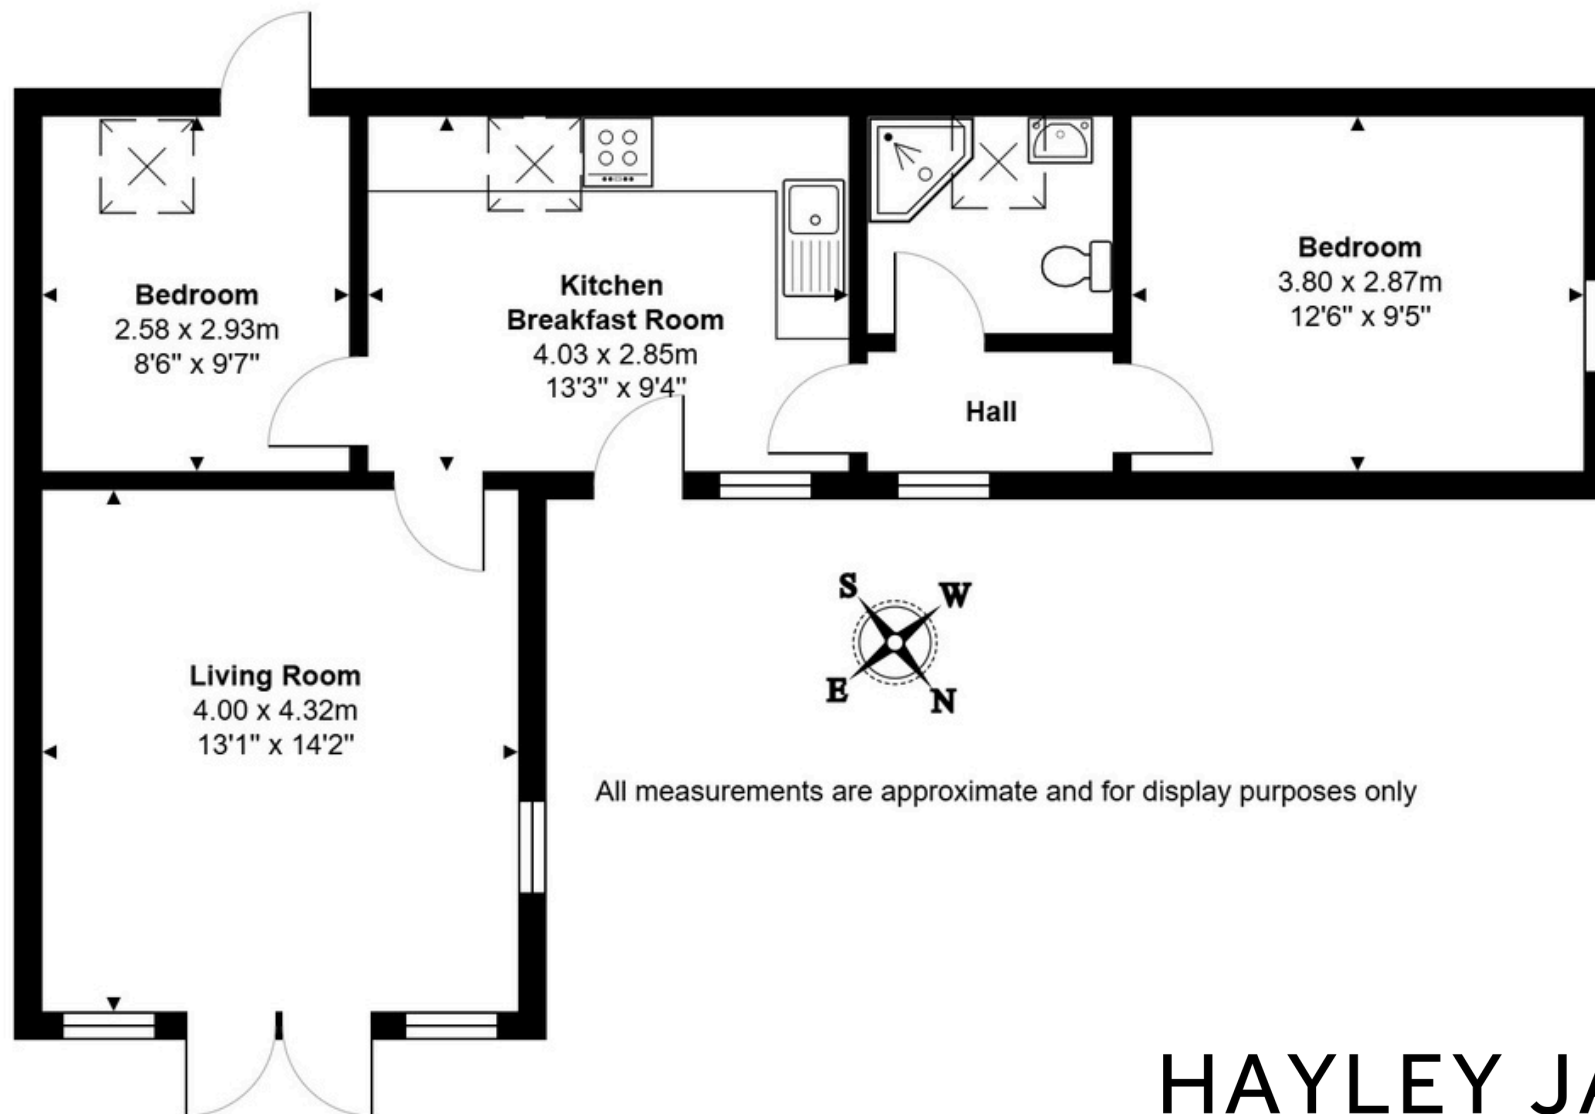 Bedroom
2.58 x 2.93m
8'6" x 9'7"
Kitchen
Breakfast Room
4.03 x 2.85m
13'3" x 9'4"
Hall
Bedroom
3.80 x 2.87m
12'6" x 9'5"
Living Room
4.00 x 4.32m
13'1" x 14'2"
S W
E N
All measurements are approximate and for display purposes only
HAYLEY JA